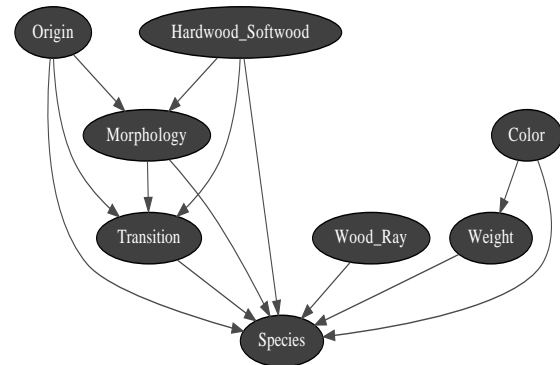 Origin
Hardwood_Softwood
Morphology
Color
Transition
Wood_Ray
Weight
Species